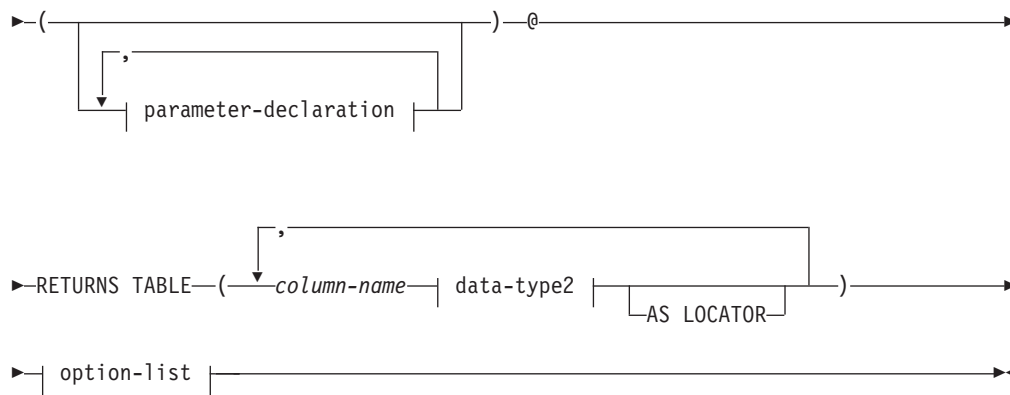 ( ) @
,
parameter-declaration
,
RETURNS TABLE ( column-name data-type2 )
AS LOCATOR
option-list